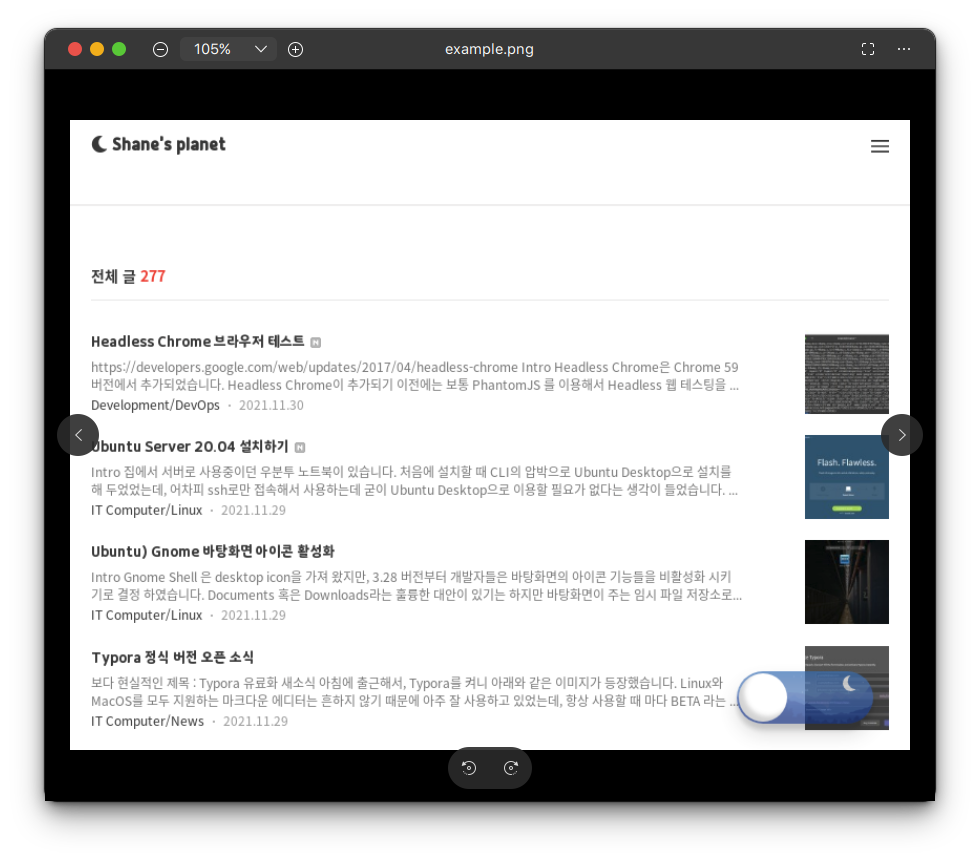 105%
example.png
Shane's planet
전체 글 277
Headless Chrome 브라우저 테스트 N
https://developers.google.com/web/updates/2017/04/headless-chrome Intro Headless Chrome은 Chrome 59
버전에서 추가되었습니다. Headless Chrome이 추가되기 이전에는 보통 PhantomJS 를 이용해서 Headless 웹 테스팅을 ...
Development/DevOps · 2021.11.30
Ubuntu Server 20.04 설치하기 N
Intro 집에서 서버로 사용중이던 우분투 노트북이 있습니다. 처음에 설치할 때 CLI의 압박으로 Ubuntu Desktop으로 설치를
해 두었었는데, 어차피 ssh로만 접속해서 사용하는데 굳이 Ubuntu Desktop으로 이용할 필요가 없다는 생각이 들었습니다. ...
IT Computer/Linux · 2021.11.29
Flash. Flawless.
Ubuntu) Gnome 바탕화면 아이콘 활성화
Intro Gnome Shell 은 desktop icon을 가져 왔지만, 3.28 버전부터 개발자들은 바탕화면의 아이콘 기능들을 비활성화 시키
기로 결정 하였습니다. Documents 혹은 Downloads라는 훌륭한 대안이 있기는 하지만 바탕화면이 주는 임시 파일 저장소로...
IT Computer/Linux · 2021.11.29
Typora 정식 버전 오픈 소식
보다 현실적인 제목 : Typora 유료화 새소식 아침에 출근해서, Typora를 켜니 아래와 같은 이미지가 등장했습니다. Linux와
MacOS를 모두 지원하는 마크다운 에디터는 흔하지 않기 때문에 아주 잘 사용하고 있었는데, 항상 사용할 때 마다 BETA 라는 ...
IT Computer/News · 2021.11.29